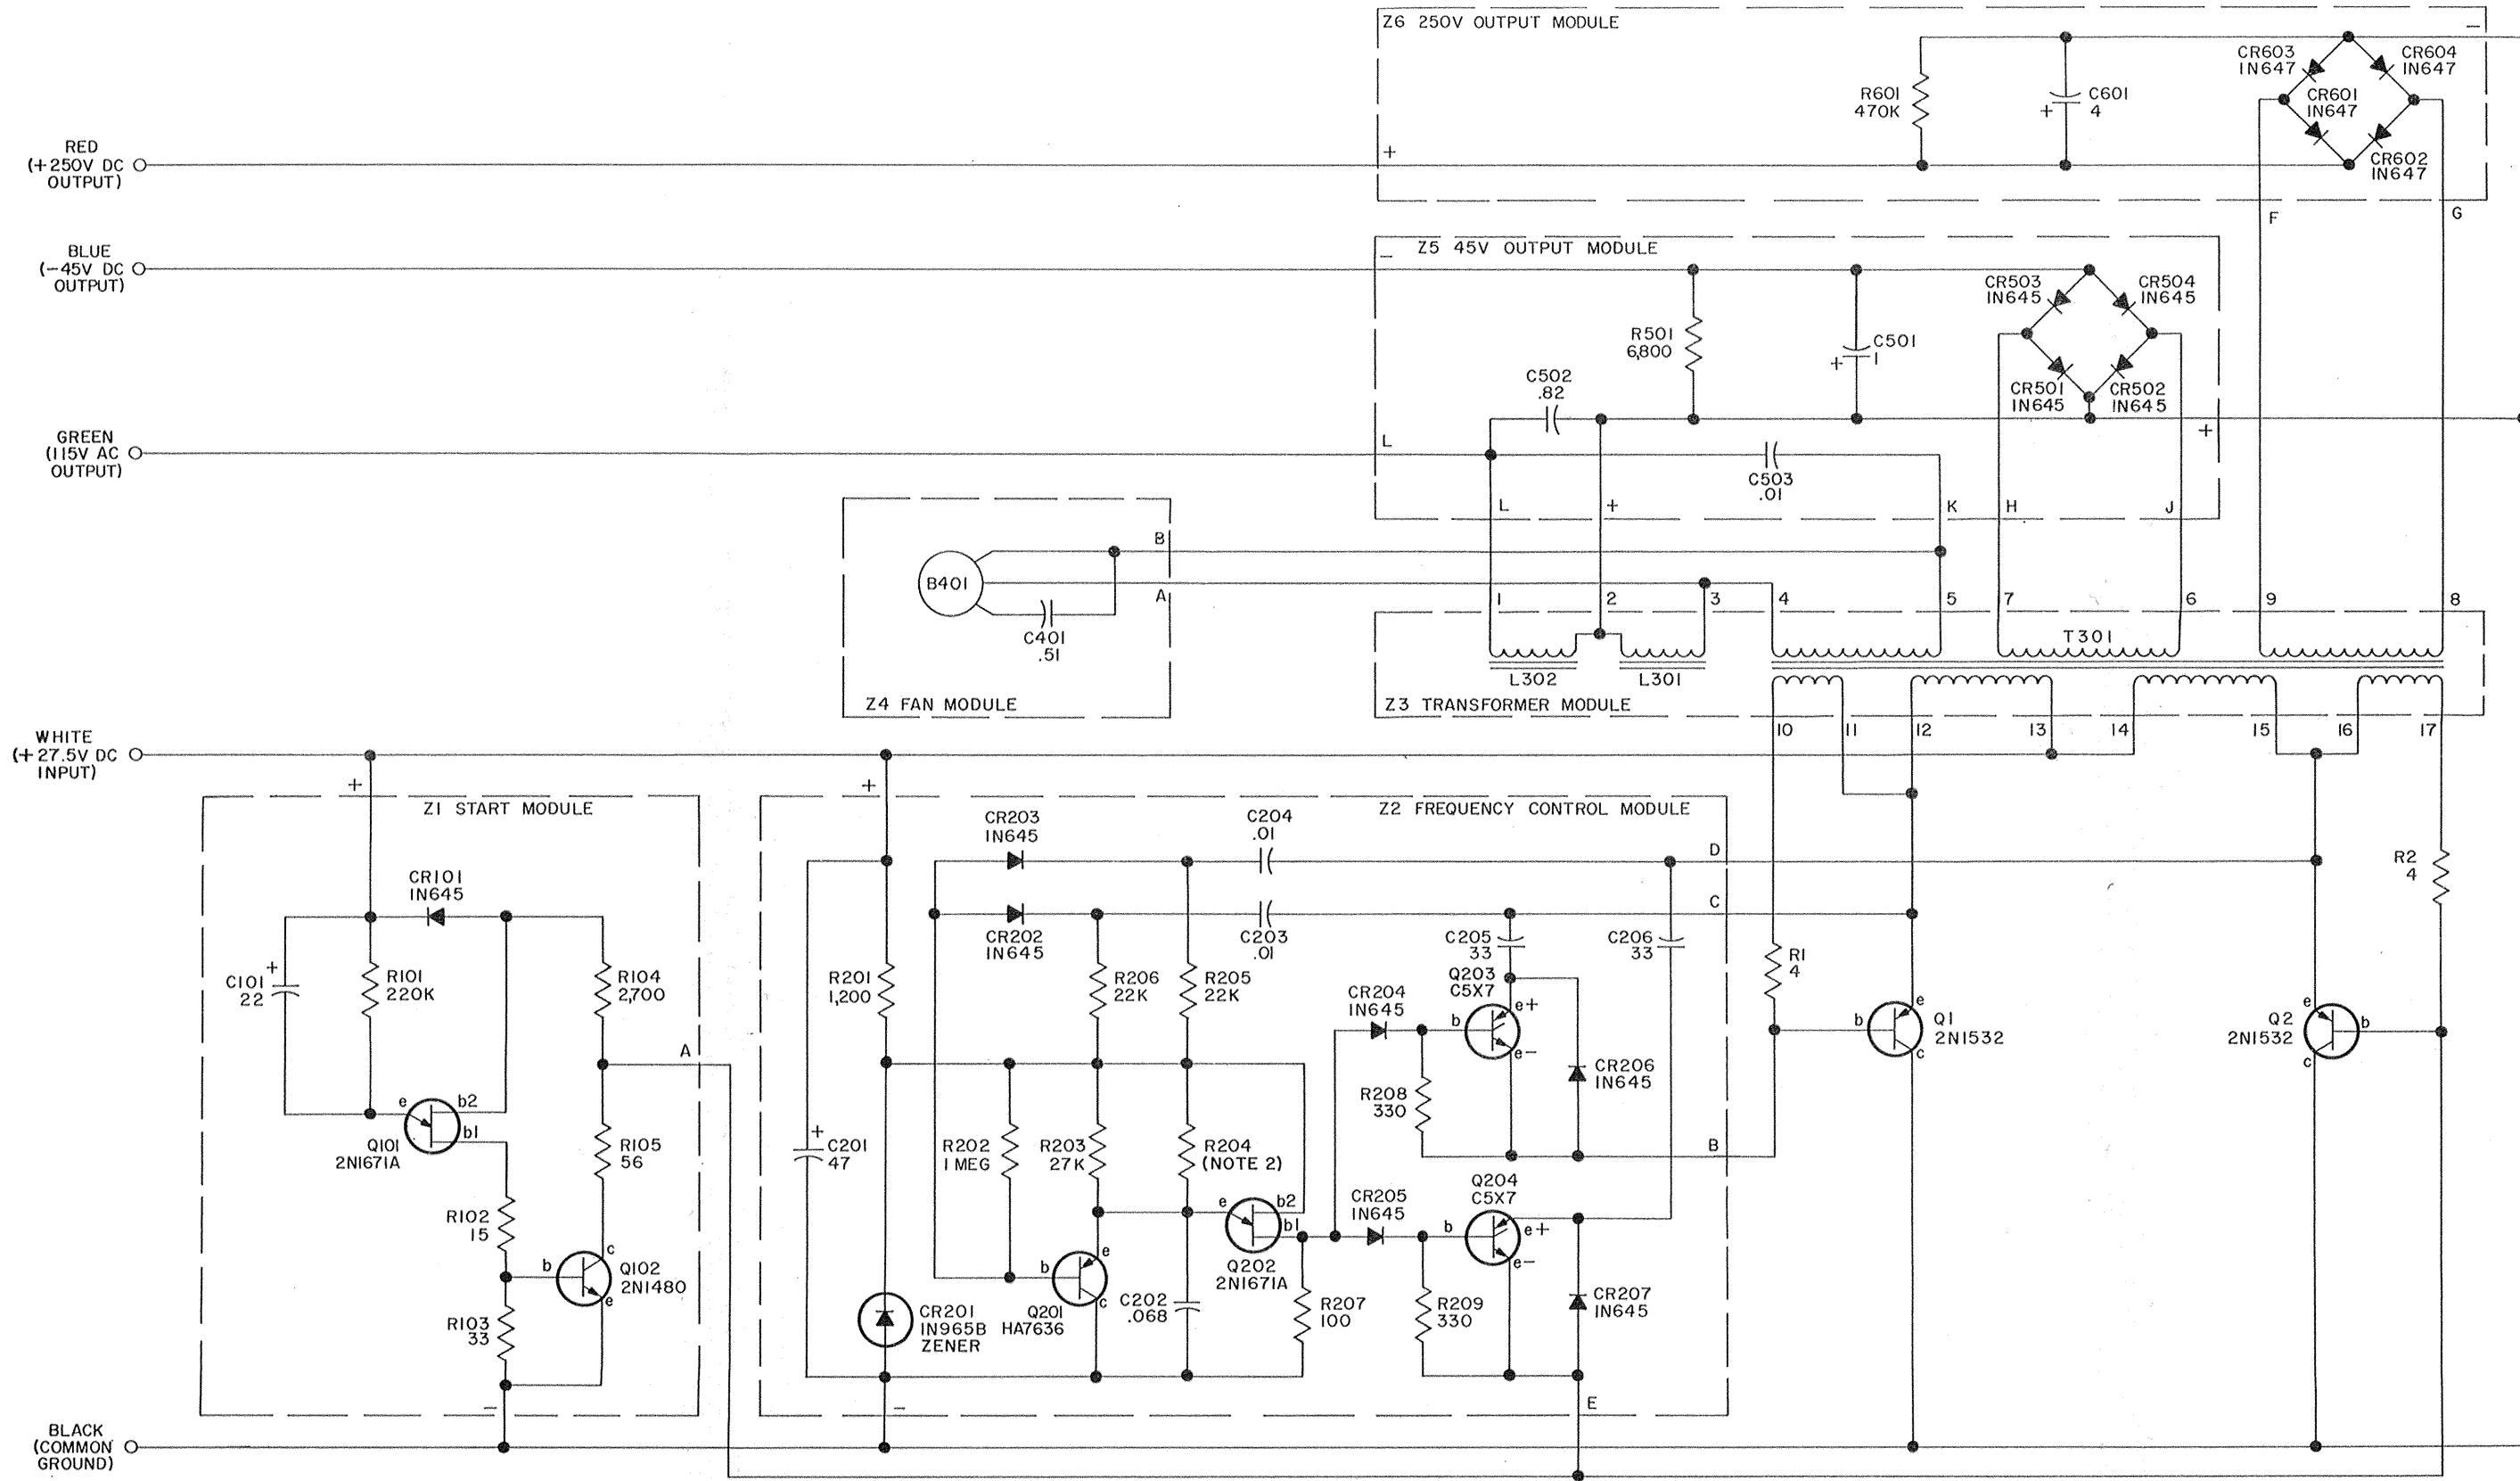 Z6 250V OUTPUT MODULE
−
CR603
IN647
CR604
IN647
R601
470K
C601
4
+
CR601
IN647
CR602
IN647
RED
(+250V DC
OUTPUT)
+
F
G
BLUE
(−45V DC
OUTPUT)
Z5 45V OUTPUT MODULE
−
CR503
IN645
CR504
IN645
R501
6,800
C501
1
+
C502
.82
CR501
IN645
CR502
IN645
+
GREEN
(115V AC
OUTPUT)
L
C503
.01
L
+
K
H
J
B
B401
A
C401
.51
Z4 FAN MODULE
1
2
3
4
5
7
6
9
8
T301
L302
L301
Z3 TRANSFORMER MODULE
10
11
12
13
14
15
16
17
WHITE
(+27.5V DC
INPUT)
+
Z1 START MODULE
CR101
IN645
C101
22
+
R101
220K
R104
2,700
A
e
b2
b1
Q101
2N1671A
R105
56
R102
15
b
c
e
Q102
2N1480
R103
33
−
+
Z2 FREQUENCY CONTROL MODULE
CR203
IN645
C204
.01
D
CR202
IN645
C203
.01
C
R201
1,200
R206
22K
R205
22K
C205
33
C206
33
Q203
C5X7
CR204
IN645
b
e+
e−
CR206
IN645
R208
330
B
+
C201
47
R202
1 MEG
R203
27K
R204
(NOTE 2)
e
b2
b1
Q202
2N1671A
CR205
IN645
Q204
C5X7
b
e+
e−
b
e
c
Q201
HA7636
C202
.068
R207
100
R209
330
CR207
IN645
CR201
IN965B
ZENER
−
E
R1
4
b
e
c
Q1
2N1532
R2
4
Q2
2N1532
e
b
c
BLACK
(COMMON
GROUND)